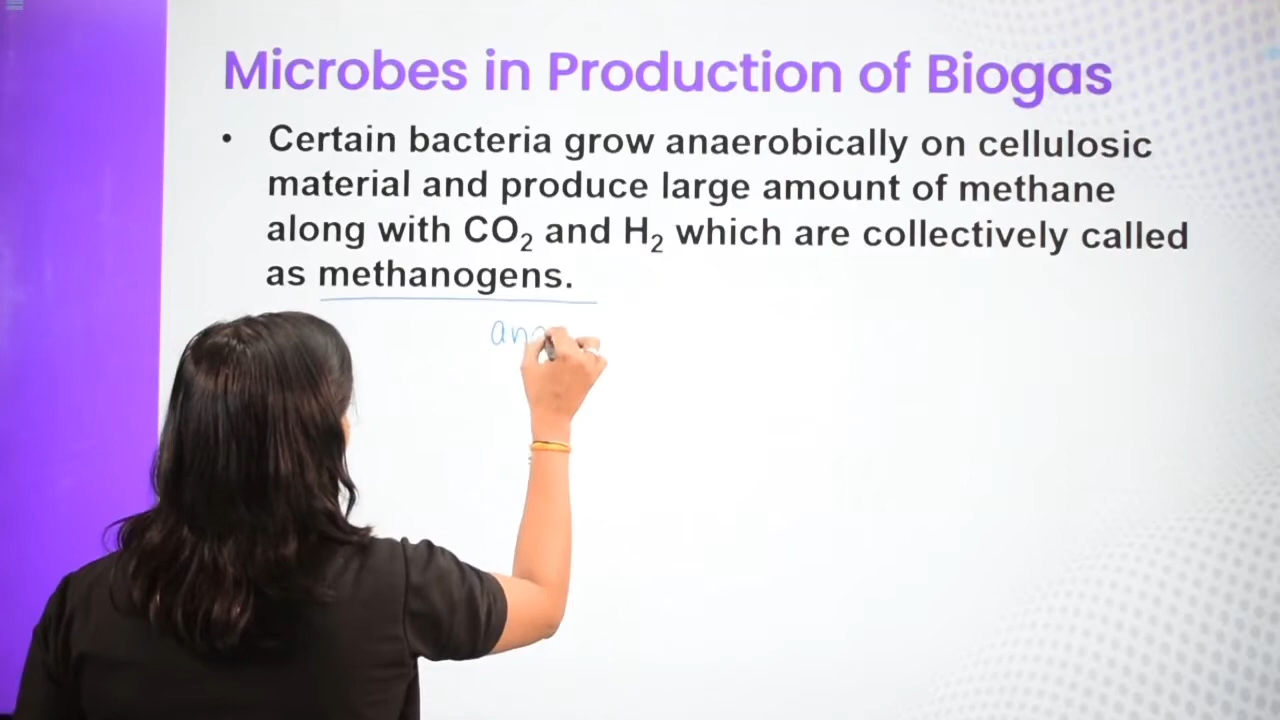 Microbes in Production of Biogas
• Certain bacteria grow anaerobically on cellulosic
material and produce large amount of methane
along with CO₂ and H₂ which are collectively called
as methanogens.